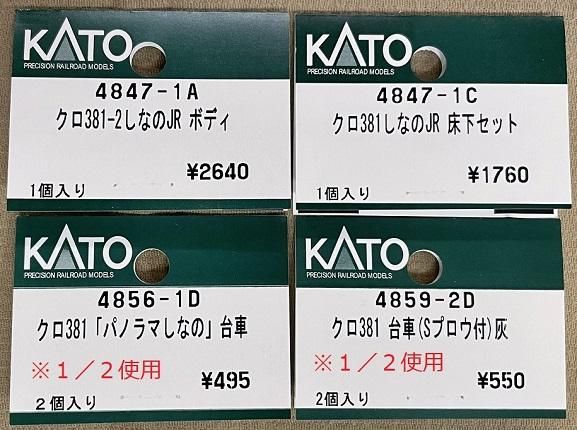 KATO
PRECISION RAILROAD MODELS
4847-1A
クロ381-2しなのJR ボディ
¥2640
1個入り
KATO
PRECISION RAILROAD MODELS
4847-1C
クロ381しなのJR 床下セット
¥1760
1個入り
KATO
PRECISION RAILROAD MODELS
4856-1D
クロ381「パノラマしなの」台車
※１／２使用
¥495
２個入り
KATO
PRECISION RAILROAD MODELS
4859-2D
クロ381 台車(Sプロウ付)灰
※１／２使用
¥550
2個入り